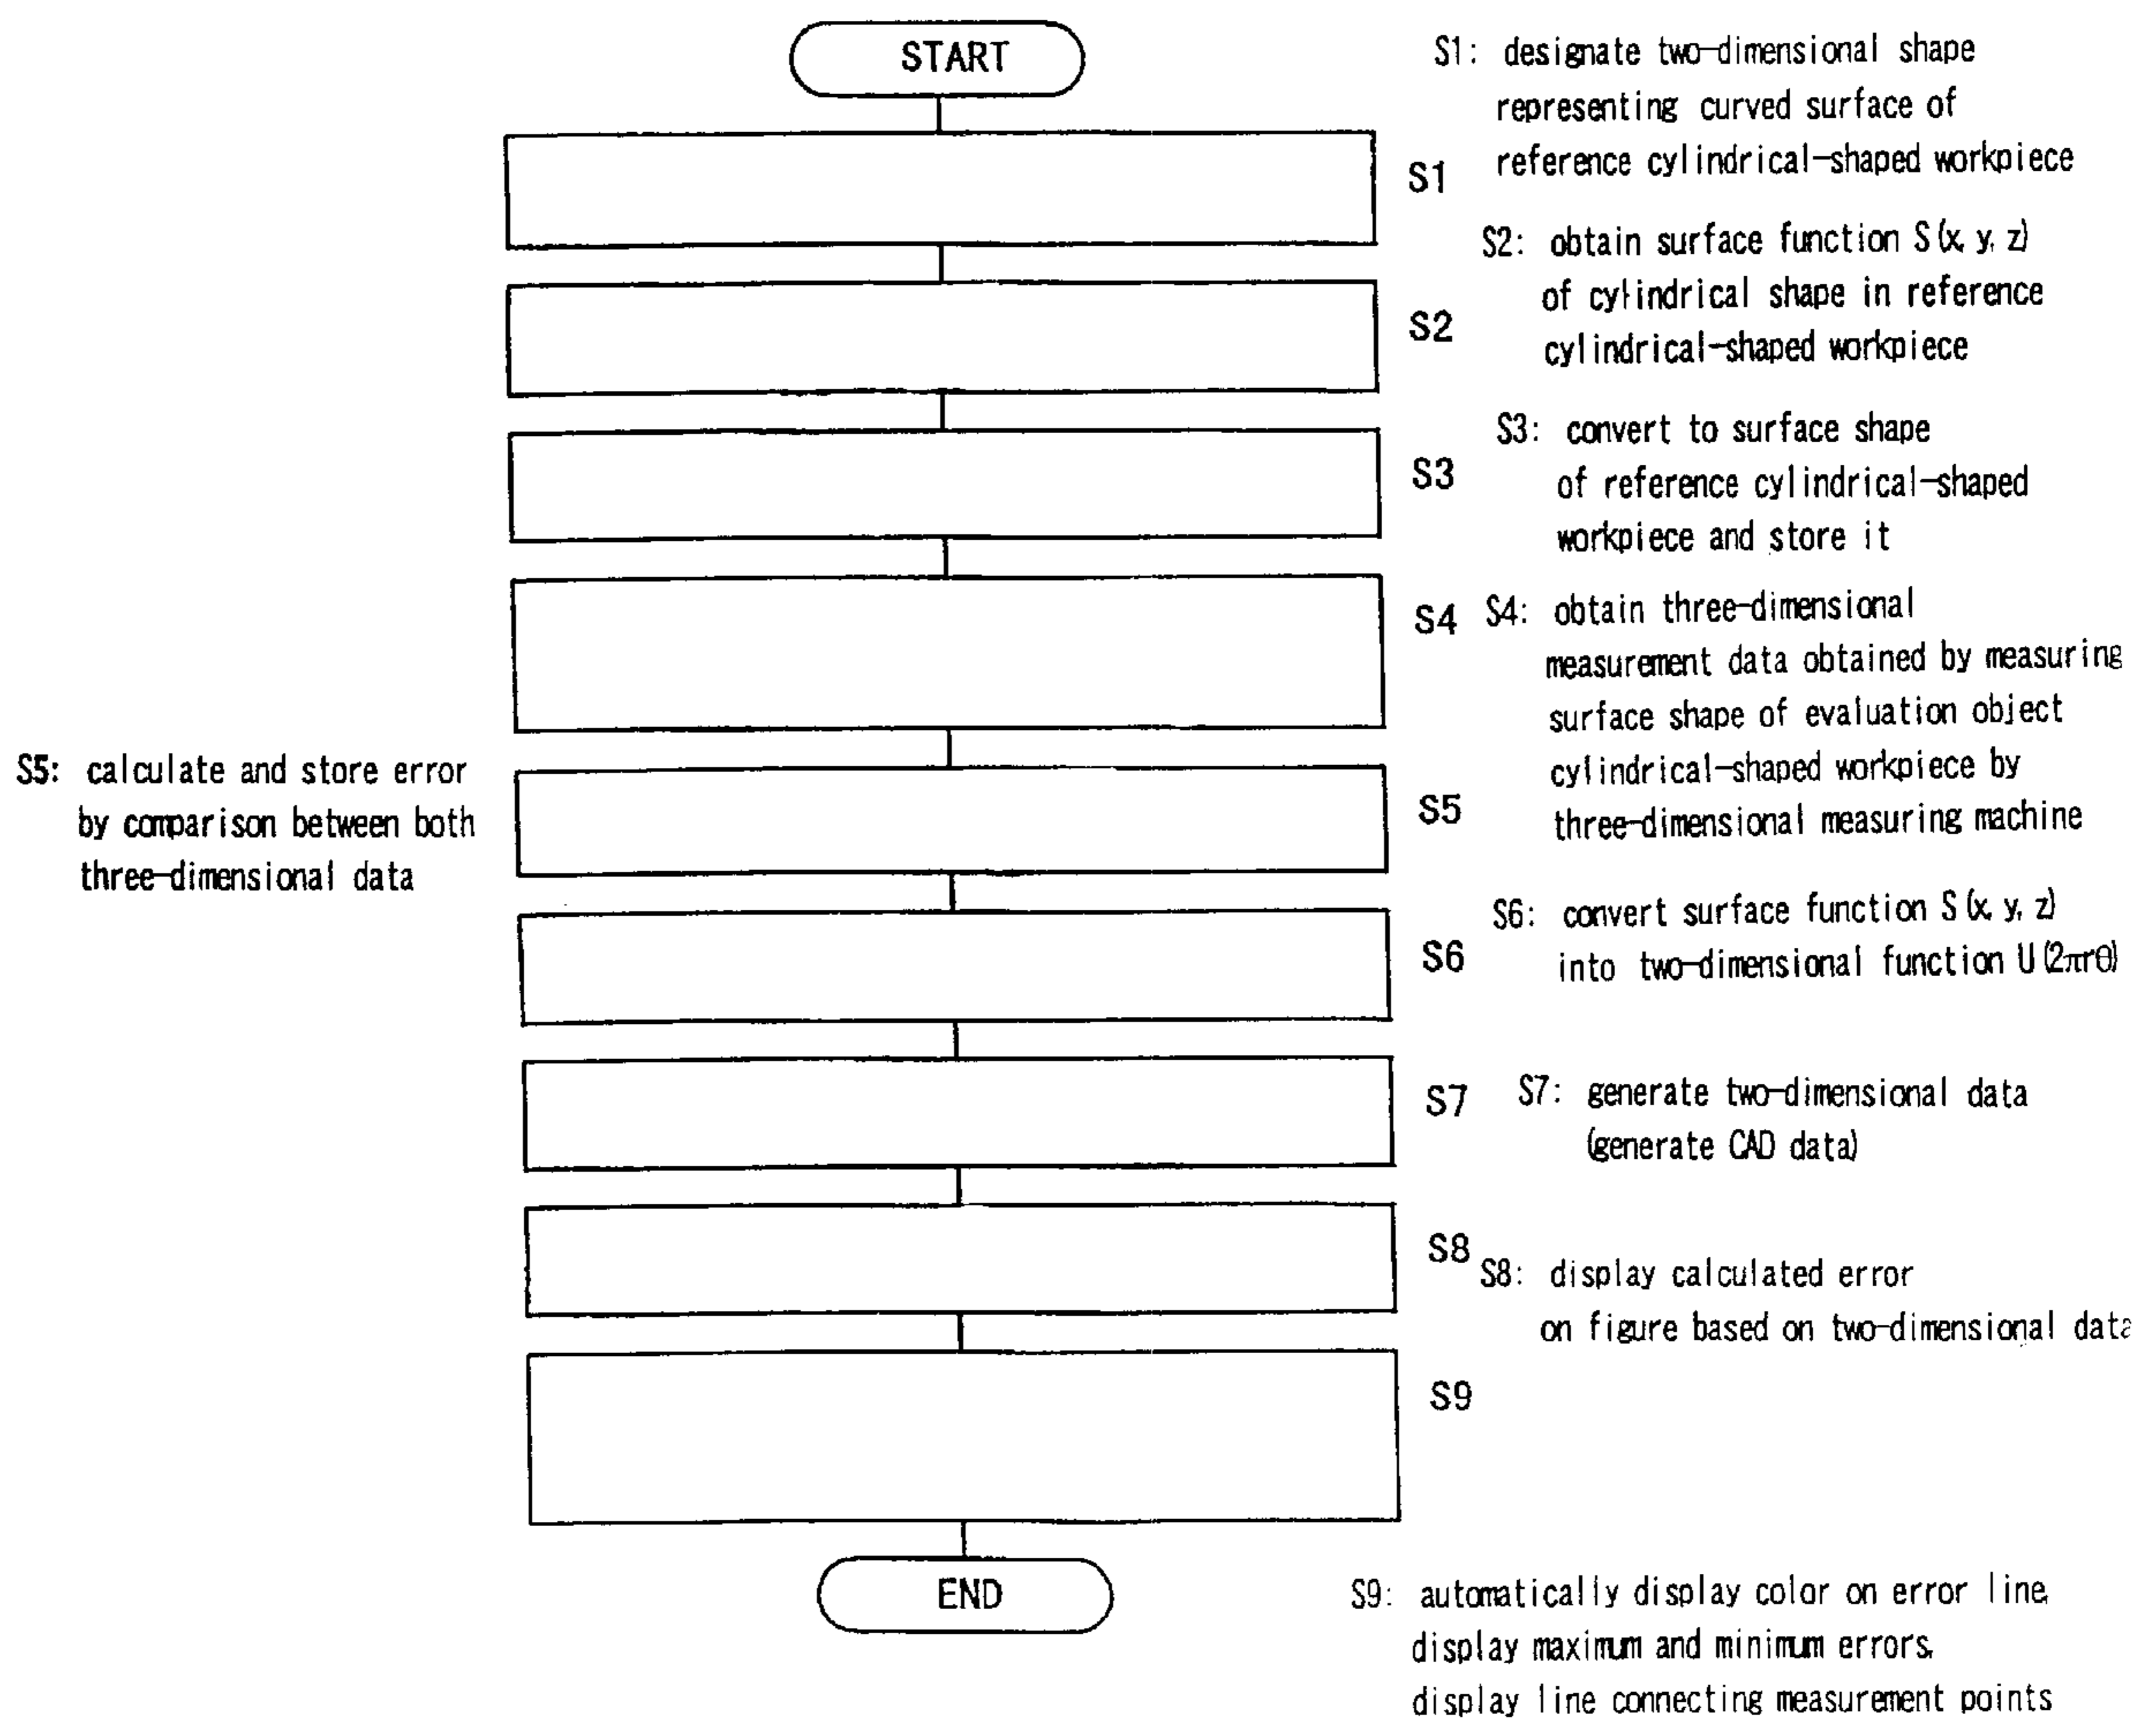 START
S1: designate two-dimensional shape
representing curved surface of
reference cylindrical-shaped workpiece
S1
S2: obtain surface function S(x, y, z)
of cylindrical shape in reference
cylindrical-shaped workpiece
S2
S3: convert to surface shape
of reference cylindrical-shaped
workpiece and store it
S3
S4
S4: obtain three-dimensional
measurement data obtained by measuring
surface shape of evaluation object
cylindrical-shaped workpiece by
three-dimensional measuring machine
S5: calculate and store error
by comparison between both
three-dimensional data
S5
S6: convert surface function S(x, y, z)
into two-dimensional function U(2πrθ)
S6
S7
S7: generate two-dimensional data
(generate CAD data)
S8
S8: display calculated error
on figure based on two-dimensional data
S9
END
S9: automatically display color on error line,
display maximum and minimum errors,
display line connecting measurement points